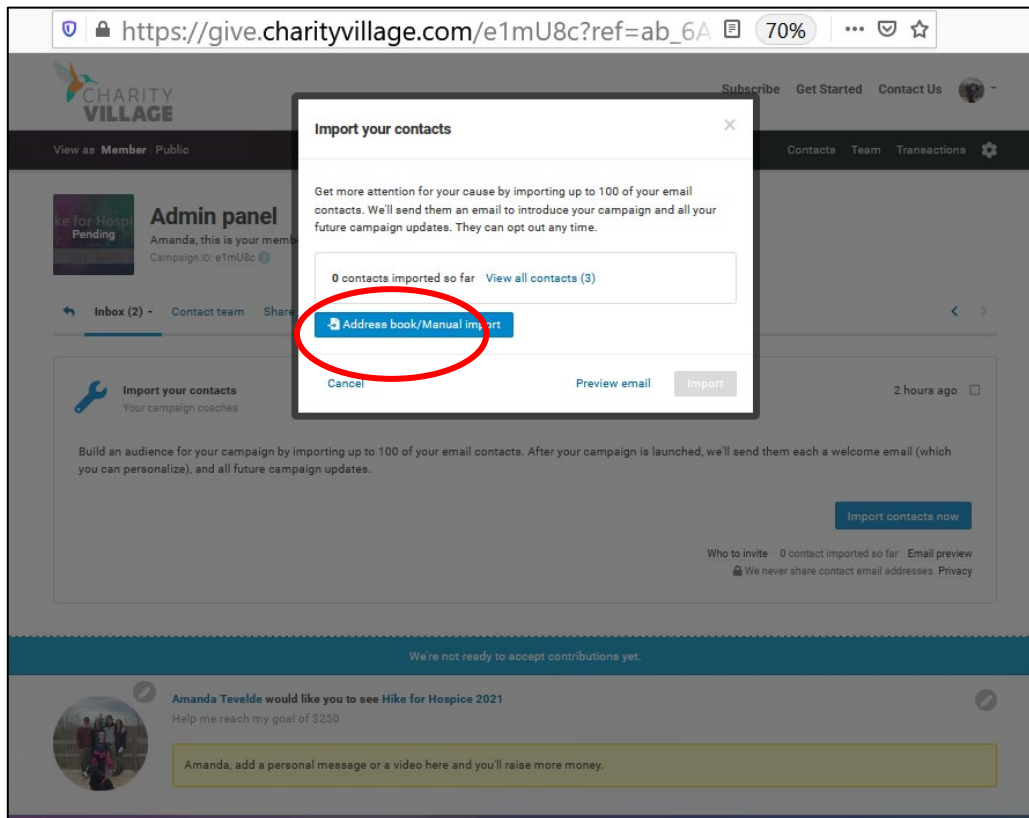 https://give.charityvillage.com/e1mU8c?ref=ab_6A 70%
CHARITY
VILLAGE
Subscribe Get Started Contact Us
View as Member Public
Contacts Team Transactions
Import your contacts
Get more attention for your cause by importing up to 100 of your email
contacts. We'll send them an email to introduce your campaign and all your
future campaign updates. They can opt out any time.
0 contacts imported so far View all contacts (3)
Address book/Manual import
Cancel Preview email Import
ke for Hospi
Pending
Admin panel
Amanda, this is your memb
Campaign ID: e1mU8c
Inbox (2) Contact team Share
Import your contacts
Your campaign coaches
2 hours ago
Build an audience for your campaign by importing up to 100 of your email contacts. After your campaign is launched, we'll send them each a welcome email (which
you can personalize), and all future campaign updates.
Import contacts now
Who to invite 0 contact imported so far Email preview
We never share contact email addresses. Privacy
We're not ready to accept contributions yet.
Amanda Tevelde would like you to see Hike for Hospice 2021
Help me reach my goal of $250
Amanda, add a personal message or a video here and you'll raise more money.